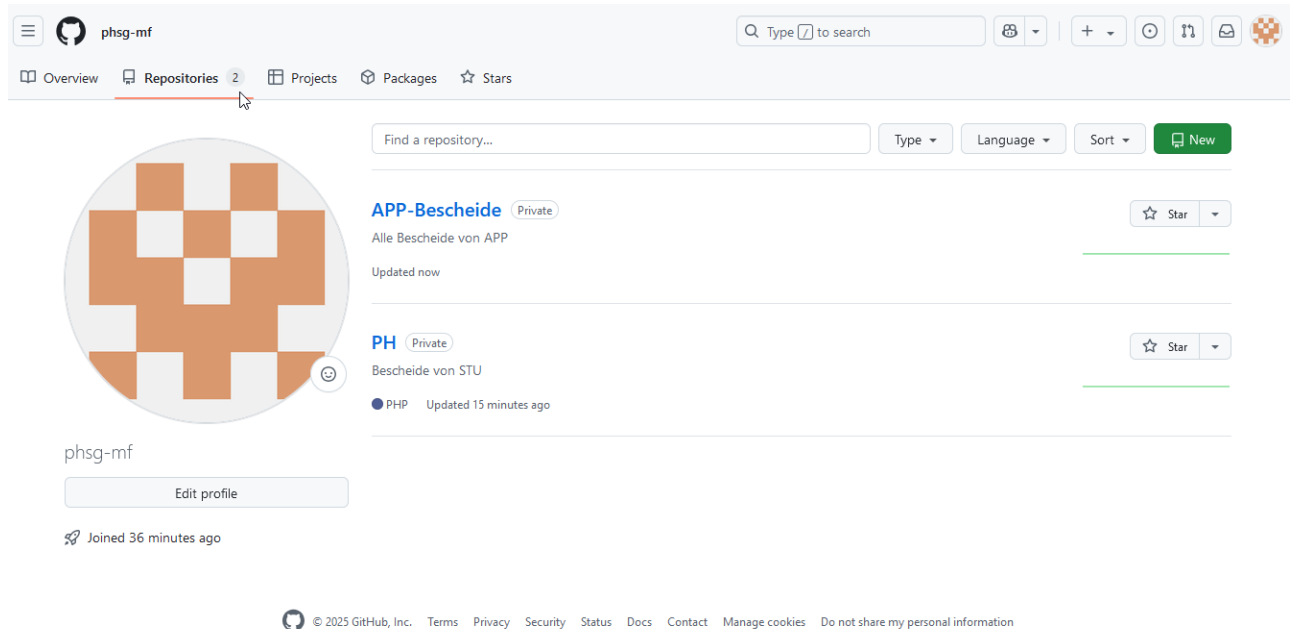 phsg-mf
Type / to search
Overview Repositories 2 Projects Packages Stars
Find a repository...
Type Language Sort New
APP-Bescheide Private
Star
Alle Bescheide von APP
Updated now
PH Private
Star
Bescheide von STU
PHP Updated 15 minutes ago
phsg-mf
Edit profile
Joined 36 minutes ago
© 2025 GitHub, Inc. Terms Privacy Security Status Docs Contact Manage cookies Do not share my personal information